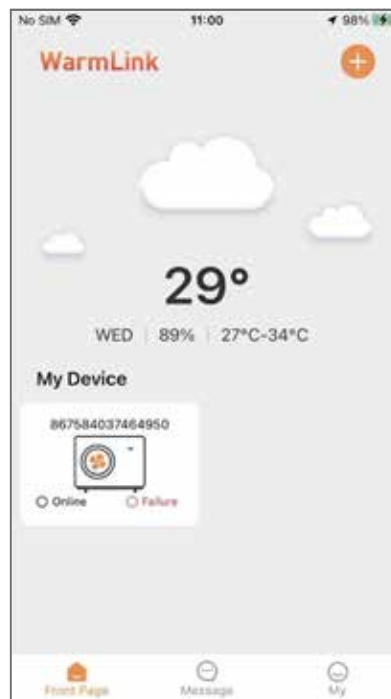 No SIM 11:00 98%
WarmLink
29°
WED 89% 27°C-34°C
My Device
867584037464950
Online Failure
Front Page Message My